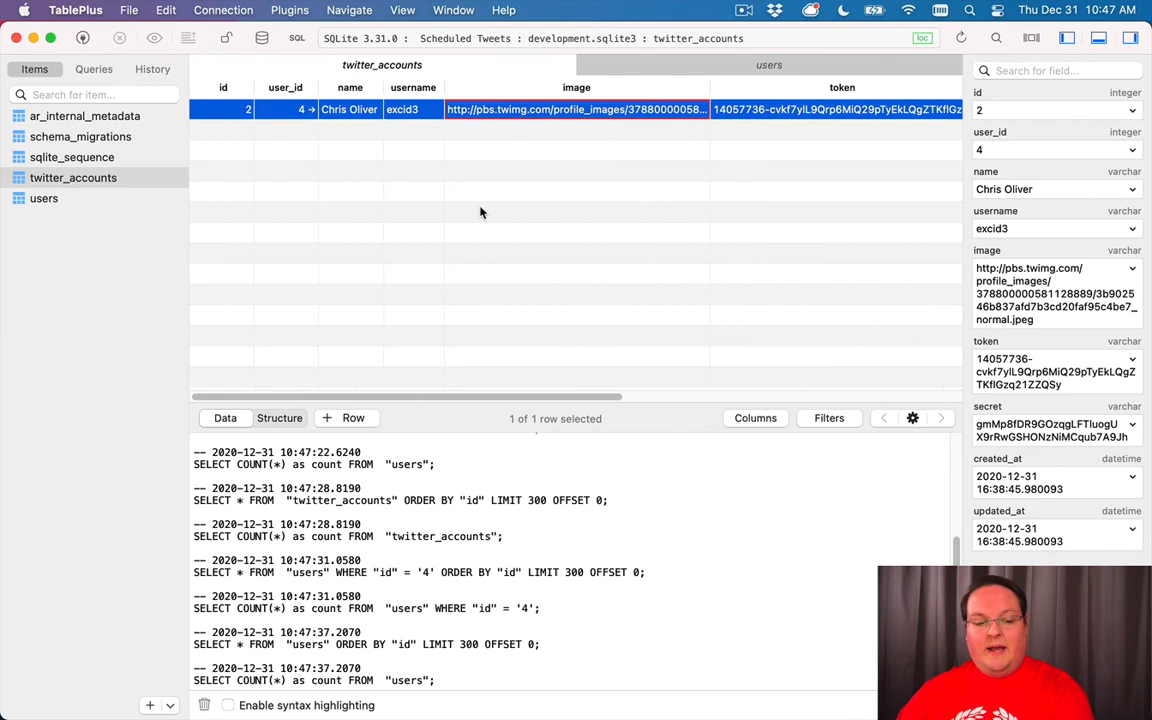 TablePlus File Edit Connection Plugins Navigate View Window Help Thu Dec 31 10:47 AM
SQL SQLite 3.31.0 : Scheduled Tweets : development.sqlite3 : twitter_accounts loc
Items Queries History
twitter_accounts users
Search for item...
ar_internal_metadata
schema_migrations
sqlite_sequence
twitter_accounts
users
id user_id name username image token
2 4 → Chris Oliver excid3 http://pbs.twimg.com/profile_images/37880000058... 14057736-cvkf7ylL9Qrp6MiQ29pTyEkLQgZTKflGz
Data Structure + Row 1 of 1 row selected Columns Filters
-- 2020-12-31 10:47:22.6240
SELECT COUNT(*) as count FROM "users";
-- 2020-12-31 10:47:28.8190
SELECT * FROM "twitter_accounts" ORDER BY "id" LIMIT 300 OFFSET 0;
-- 2020-12-31 10:47:28.8190
SELECT COUNT(*) as count FROM "twitter_accounts";
-- 2020-12-31 10:47:31.0580
SELECT * FROM "users" WHERE "id" = '4' ORDER BY "id" LIMIT 300 OFFSET 0;
-- 2020-12-31 10:47:31.0580
SELECT COUNT(*) as count FROM "users" WHERE "id" = '4';
-- 2020-12-31 10:47:37.2070
SELECT * FROM "users" ORDER BY "id" LIMIT 300 OFFSET 0;
-- 2020-12-31 10:47:37.2070
SELECT COUNT(*) as count FROM "users";
Enable syntax highlighting
Search for field...
id integer
2
user_id integer
4
name varchar
Chris Oliver
username varchar
excid3
image varchar
http://pbs.twimg.com/
profile_images/
378800000581128889/3b902
546b837afd7b3cd20faf95c4be7_
normal.jpeg
token varchar
14057736-
cvkf7ylL9Qrp6MiQ29pTyEkLQgZ
TKflGzq21ZZQSy
secret varchar
gmMp8fDR9GOzqgLFTluogU
X9rRwGSHONzNiMCqub7A9Jh
created_at datetime
2020-12-31
16:38:45.980093
updated_at datetime
2020-12-31
16:38:45.980093